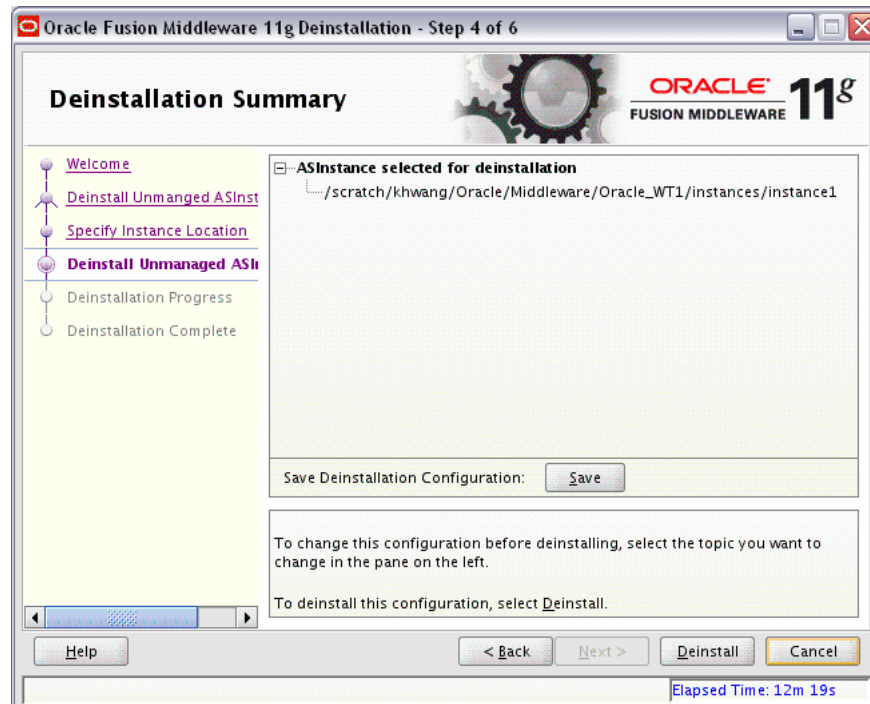 Oracle Fusion Middleware 11g Deinstallation - Step 4 of 6
Deinstallation Summary
ORACLE
FUSION MIDDLEWARE
11g
Welcome
Deinstall Unmanged ASInst
Specify Instance Location
Deinstall Unmanaged ASI
Deinstallation Progress
Deinstallation Complete
ASInstance selected for deinstallation
/scratch/khwang/Oracle/Middleware/Oracle_WT1/instances/instance1
Save Deinstallation Configuration:
Save
To change this configuration before deinstalling, select the topic you want to
change in the pane on the left.
To deinstall this configuration, select Deinstall.
Help
< Back
Next >
Deinstall
Cancel
Elapsed Time: 12m 19s